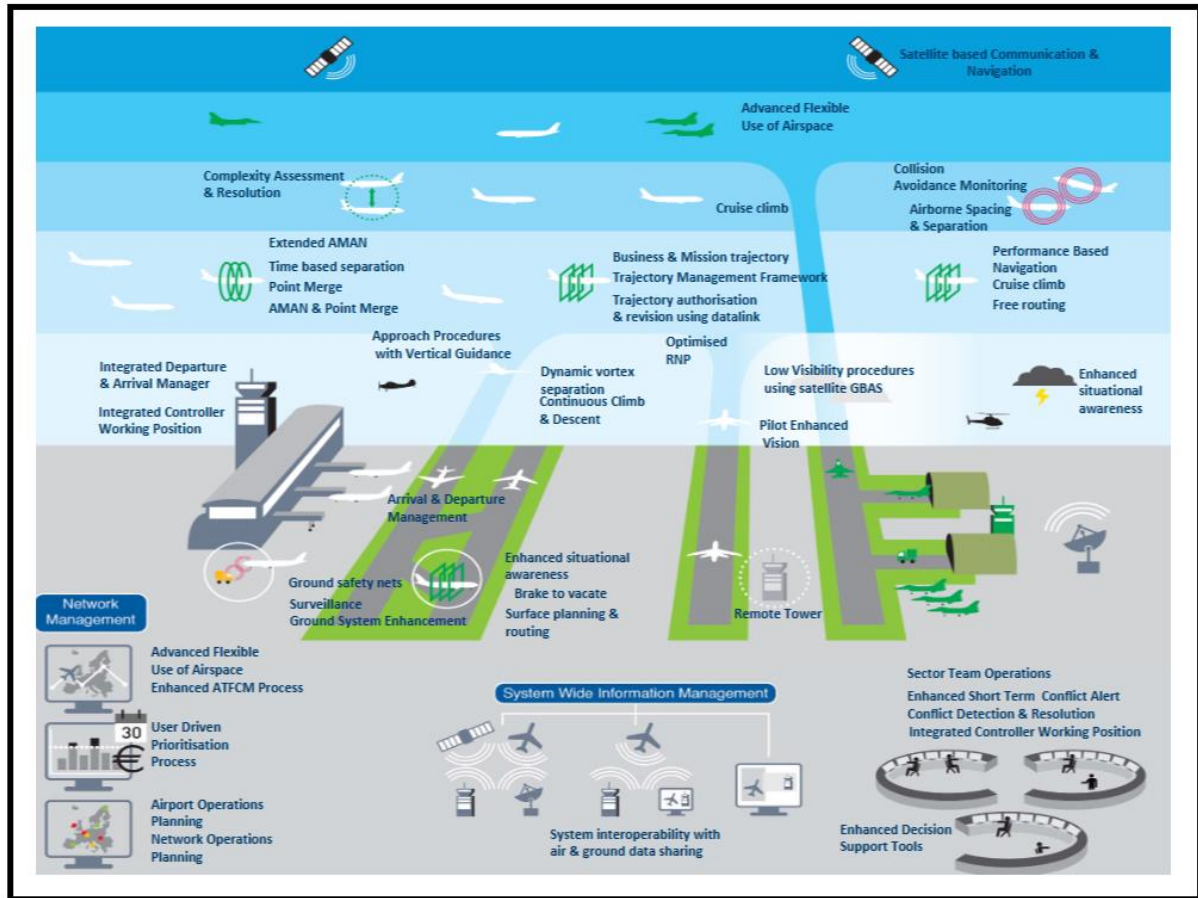 Satellite based Communication &
Navigation
Advanced Flexible
Use of Airspace
Complexity Assessment
& Resolution
Cruise climb
Collision
Avoidance Monitoring
Airborne Spacing
& Separation
Extended AMAN
Time based separation
Point Merge
AMAN & Point Merge
Business & Mission trajectory
Trajectory Management Framework
Trajectory authorisation
& revision using datalink
Performance Based
Navigation
Cruise climb
Free routing
Approach Procedures
with Vertical Guidance
Optimised
RNP
Integrated Departure
& Arrival Manager
Integrated Controller
Working Position
Dynamic vortex
separation
Continuous Climb
& Descent
Low Visibility procedures
using satellite GBAS
Pilot Enhanced
Vision
Enhanced
situational
awareness
Arrival & Departure
Management
Ground safety nets
Surveillance
Ground System Enhancement
Enhanced situational
awareness
Brake to vacate
Surface planning &
routing
Remote Tower
Network
Management
Advanced Flexible
Use of Airspace
Enhanced ATFCM Process
30
€
User Driven
Prioritisation
Process
Airport Operations
Planning
Network Operations
Planning
System Wide Information Management
System interoperability with
air & ground data sharing
Sector Team Operations
Enhanced Short Term Conflict Alert
Conflict Detection & Resolution
Integrated Controller Working Position
Enhanced Decision
Support Tools